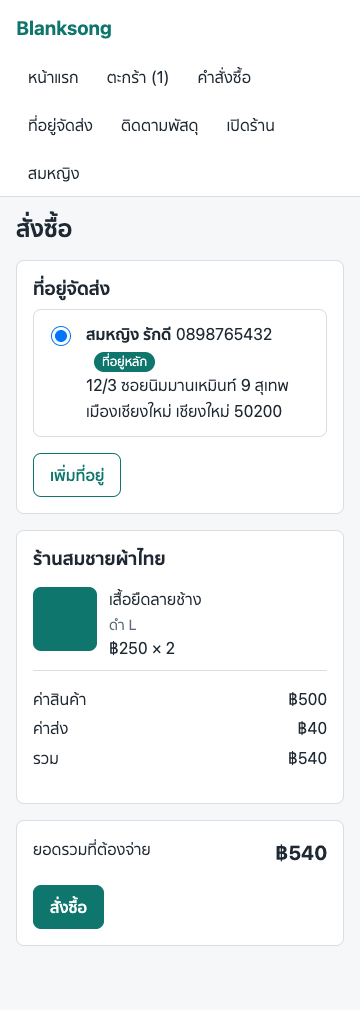 Blanksong
หน้าแรก ตะกร้า (1) คำสั่งซื้อ
ที่อยู่จัดส่ง ติดตามพัสดุ เปิดร้าน
สมหญิง
สั่งซื้อ
ที่อยู่จัดส่ง
สมหญิง รักดี 0898765432
ที่อยู่หลัก
12/3 ซอยนิมมานเหมินท์ 9 สุเทพ
เมืองเชียงใหม่ เชียงใหม่ 50200
เพิ่มที่อยู่
ร้านสมชายผ้าไทย
เสื้อยืดลายช้าง
ดำ L
฿250 × 2
ค่าสินค้า ฿500
ค่าส่ง ฿40
รวม ฿540
ยอดรวมที่ต้องจ่าย ฿540
สั่งซื้อ